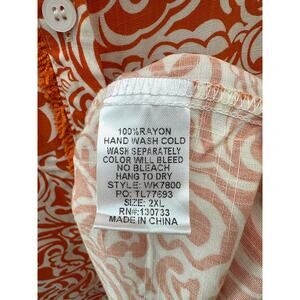 100%RAYON
HAND WASH COLD
WASH SEPARATELY
COLOR WILL BLEED
NO BLEACH
HANG TO DRY
STYLE: WK7800
PO: TL77693
SIZE: 2XL
RN#:130733
MADE IN CHINA